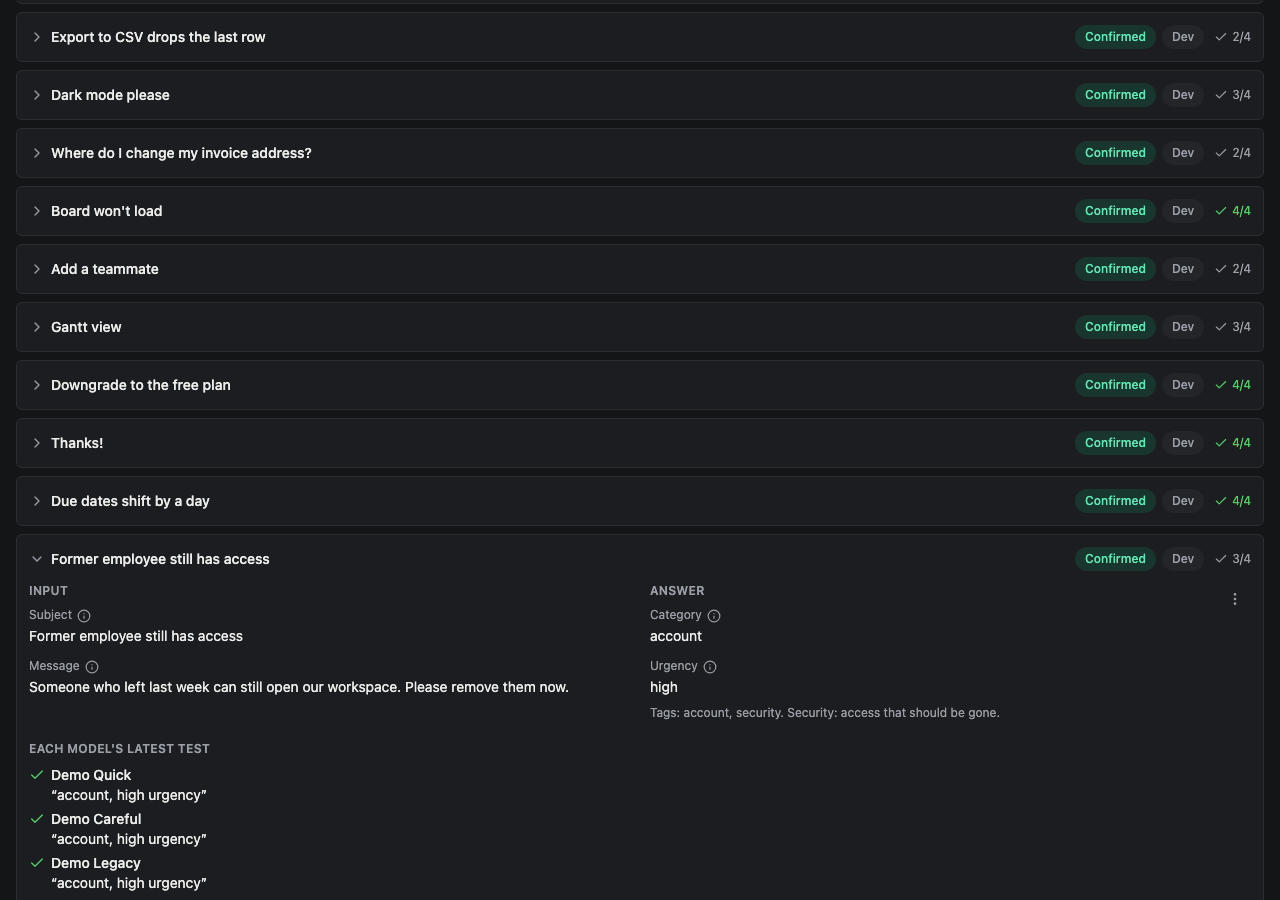 Export to CSV drops the last row Confirmed Dev 2/4
Dark mode please Confirmed Dev 3/4
Where do I change my invoice address? Confirmed Dev 2/4
Board won't load Confirmed Dev 4/4
Add a teammate Confirmed Dev 2/4
Gantt view Confirmed Dev 3/4
Downgrade to the free plan Confirmed Dev 4/4
Thanks! Confirmed Dev 4/4
Due dates shift by a day Confirmed Dev 4/4
Former employee still has access Confirmed Dev 3/4
INPUT
Subject
Former employee still has access
Message
Someone who left last week can still open our workspace. Please remove them now.
ANSWER
Category
account
Urgency
high
Tags: account, security. Security: access that should be gone.
EACH MODEL'S LATEST TEST
Demo Quick
“account, high urgency”
Demo Careful
“account, high urgency”
Demo Legacy
“account, high urgency”